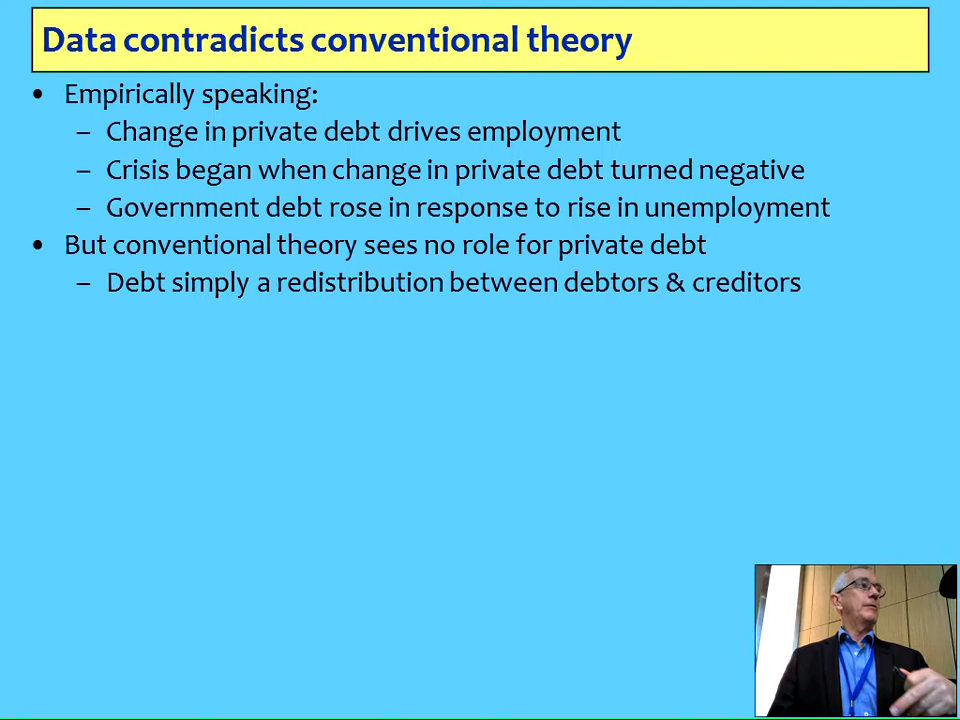 Data contradicts conventional theory
• Empirically speaking:
– Change in private debt drives employment
– Crisis began when change in private debt turned negative
– Government debt rose in response to rise in unemployment
• But conventional theory sees no role for private debt
– Debt simply a redistribution between debtors & creditors